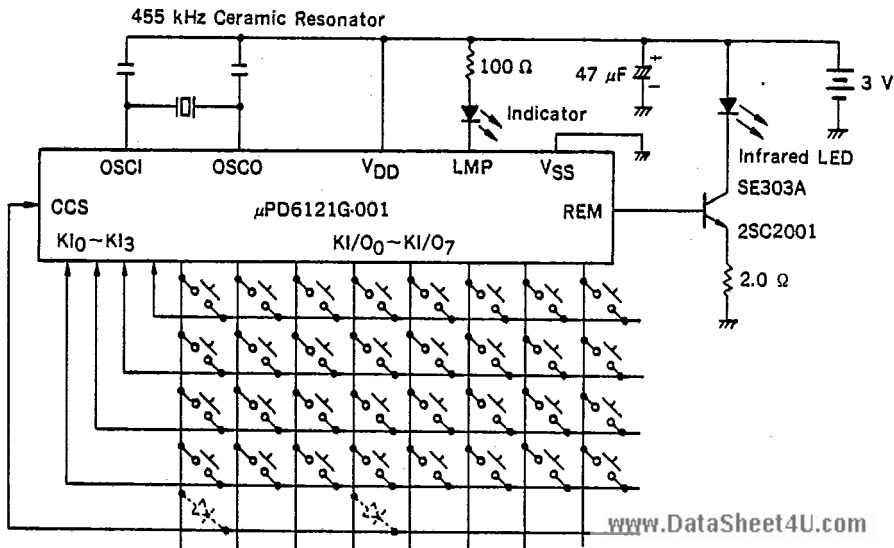 455 kHz Ceramic Resonator
100 Ω
47 μF
+
−
3 V
Indicator
Infrared LED
OSCI OSCO VDD LMP VSS
SE303A
CCS μPD6121G-001 REM
2SC2001
KI0~KI3 KI/O0~KI/O7
2.0 Ω
www.DataSheet4U.com